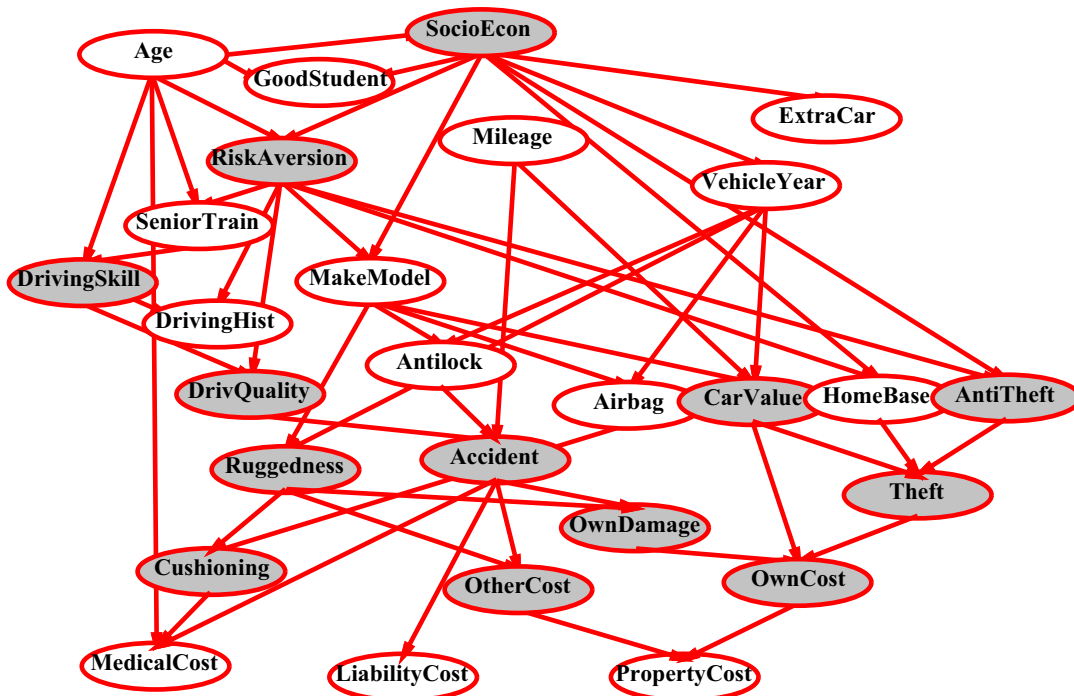 SocioEcon
Age
GoodStudent
ExtraCar
Mileage
RiskAversion
VehicleYear
SeniorTrain
DrivingSkill
MakeModel
DrivingHist
Antilock
DrivQuality
Airbag
CarValue
HomeBase
AntiTheft
Ruggedness
Accident
Theft
OwnDamage
Cushioning
OtherCost
OwnCost
MedicalCost
LiabilityCost
PropertyCost